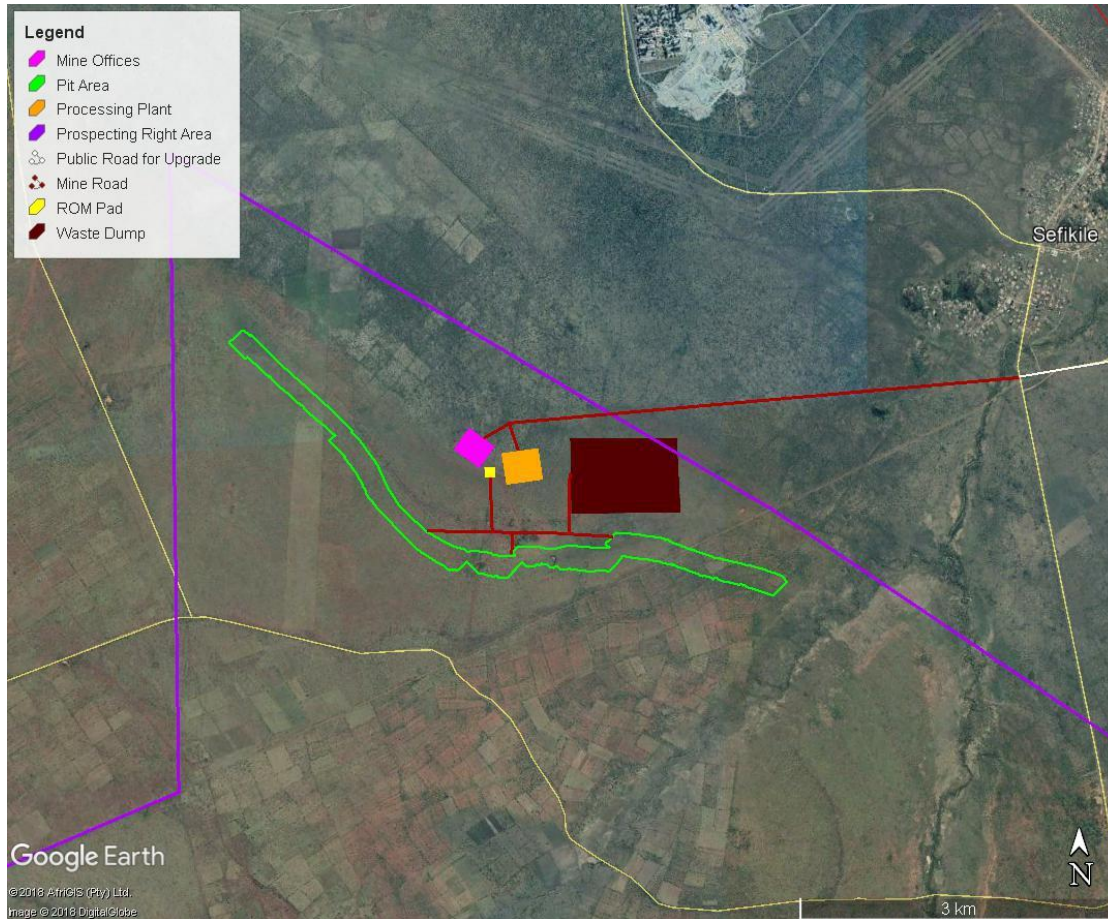 Legend
Mine Offices
Pit Area
Processing Plant
Prospecting Right Area
Public Road for Upgrade
Mine Road
ROM Pad
Waste Dump
Sefikile
Google Earth
© 2018 AfriGIS (Pty) Ltd.
Image © 2018 DigitalGlobe
N
3 km